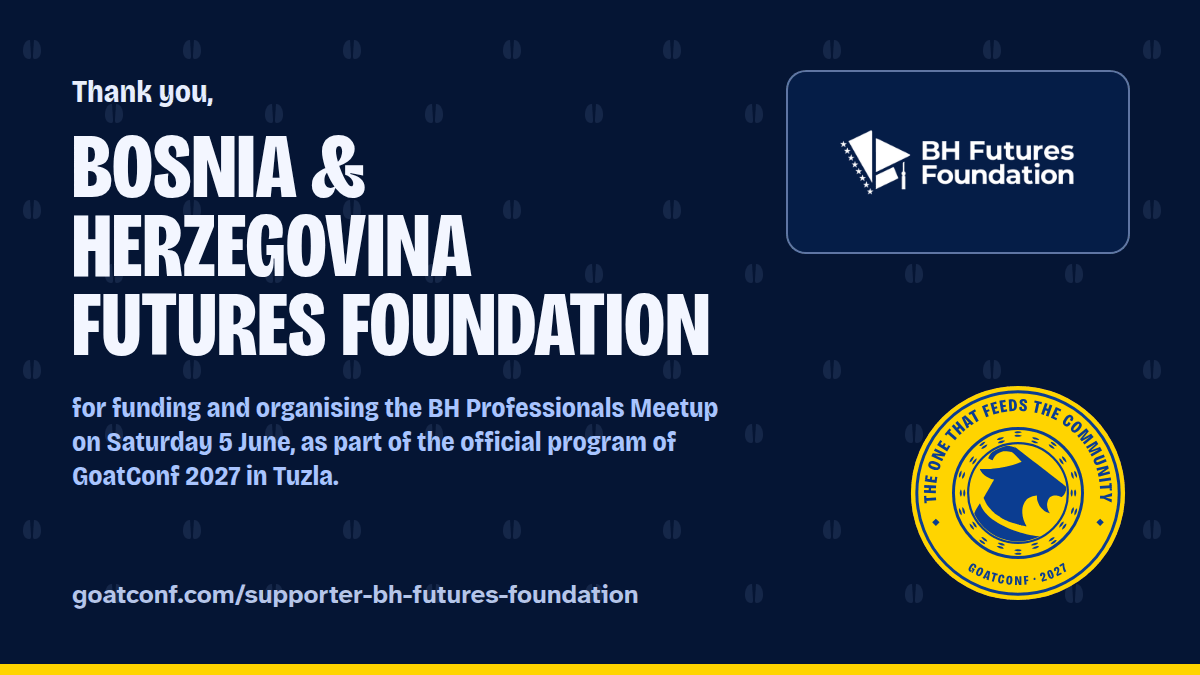 Thank you,
BOSNIA &
HERZEGOVINA
FUTURES FOUNDATION
for funding and organising the BH Professionals Meetup
on Saturday 5 June, as part of the official program of
GoatConf 2027 in Tuzla.
goatconf.com/supporter-bh-futures-foundation
BH Futures
Foundation
THE ONE THAT FEEDS THE COMMUNITY
GOATCONF · 2027